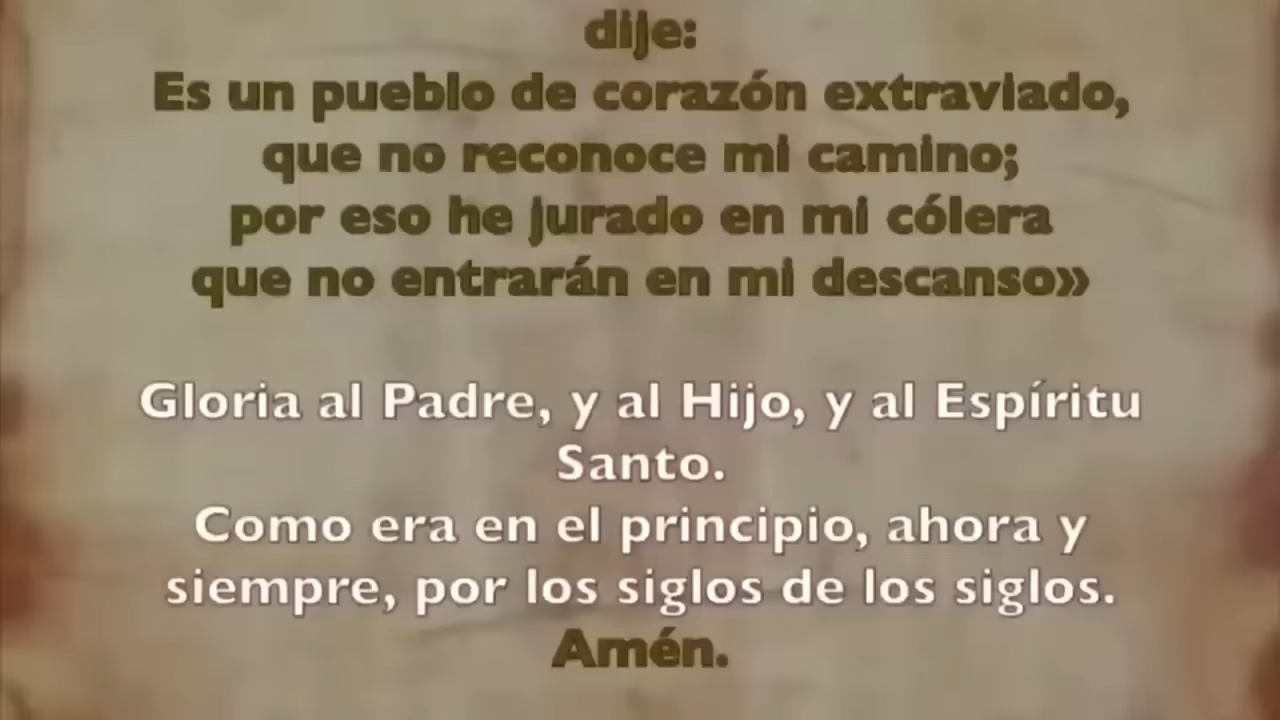 dije:
Es un pueblo de corazón extraviado,
que no reconoce mi camino;
por eso he jurado en mi cólera
que no entrarán en mi descanso»
Gloria al Padre, y al Hijo, y al Espíritu
Santo.
Como era en el principio, ahora y
siempre, por los siglos de los siglos.
Amén.